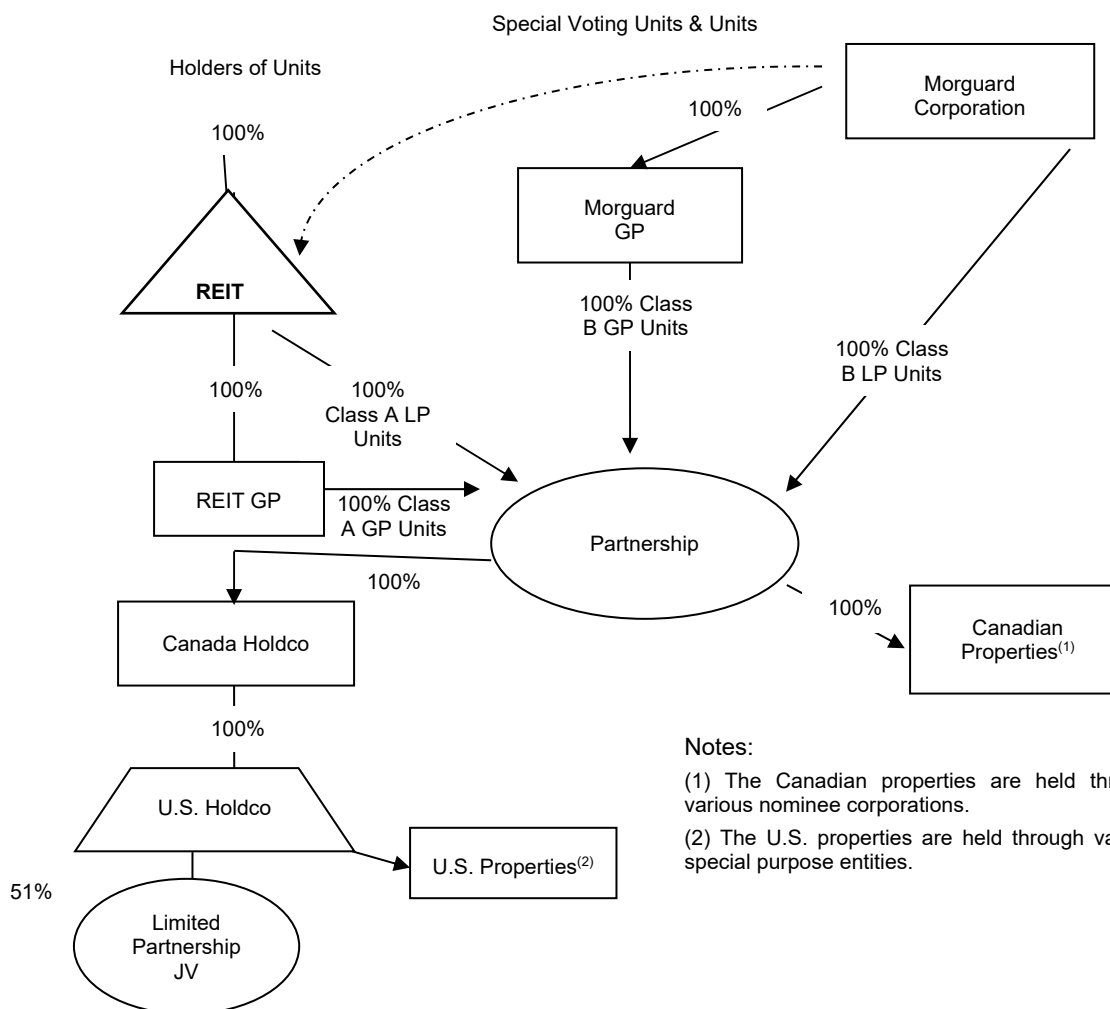 Special Voting Units & Units
Holders of Units
Morguard
Corporation
100%
100%
Morguard
GP
REIT
100% Class
B GP Units
100% Class
B LP Units
100%
100%
Class A LP
Units
REIT GP
100% Class
A GP Units
Partnership
100%
100%
Canada Holdco
Canadian
Properties(1)
100%
Notes:
(1) The Canadian properties are held
various nominee corporations.
U.S. Holdco
(2) The U.S. properties are held through
special purpose entities.
U.S. Properties(2)
51%
Limited
Partnership
JV